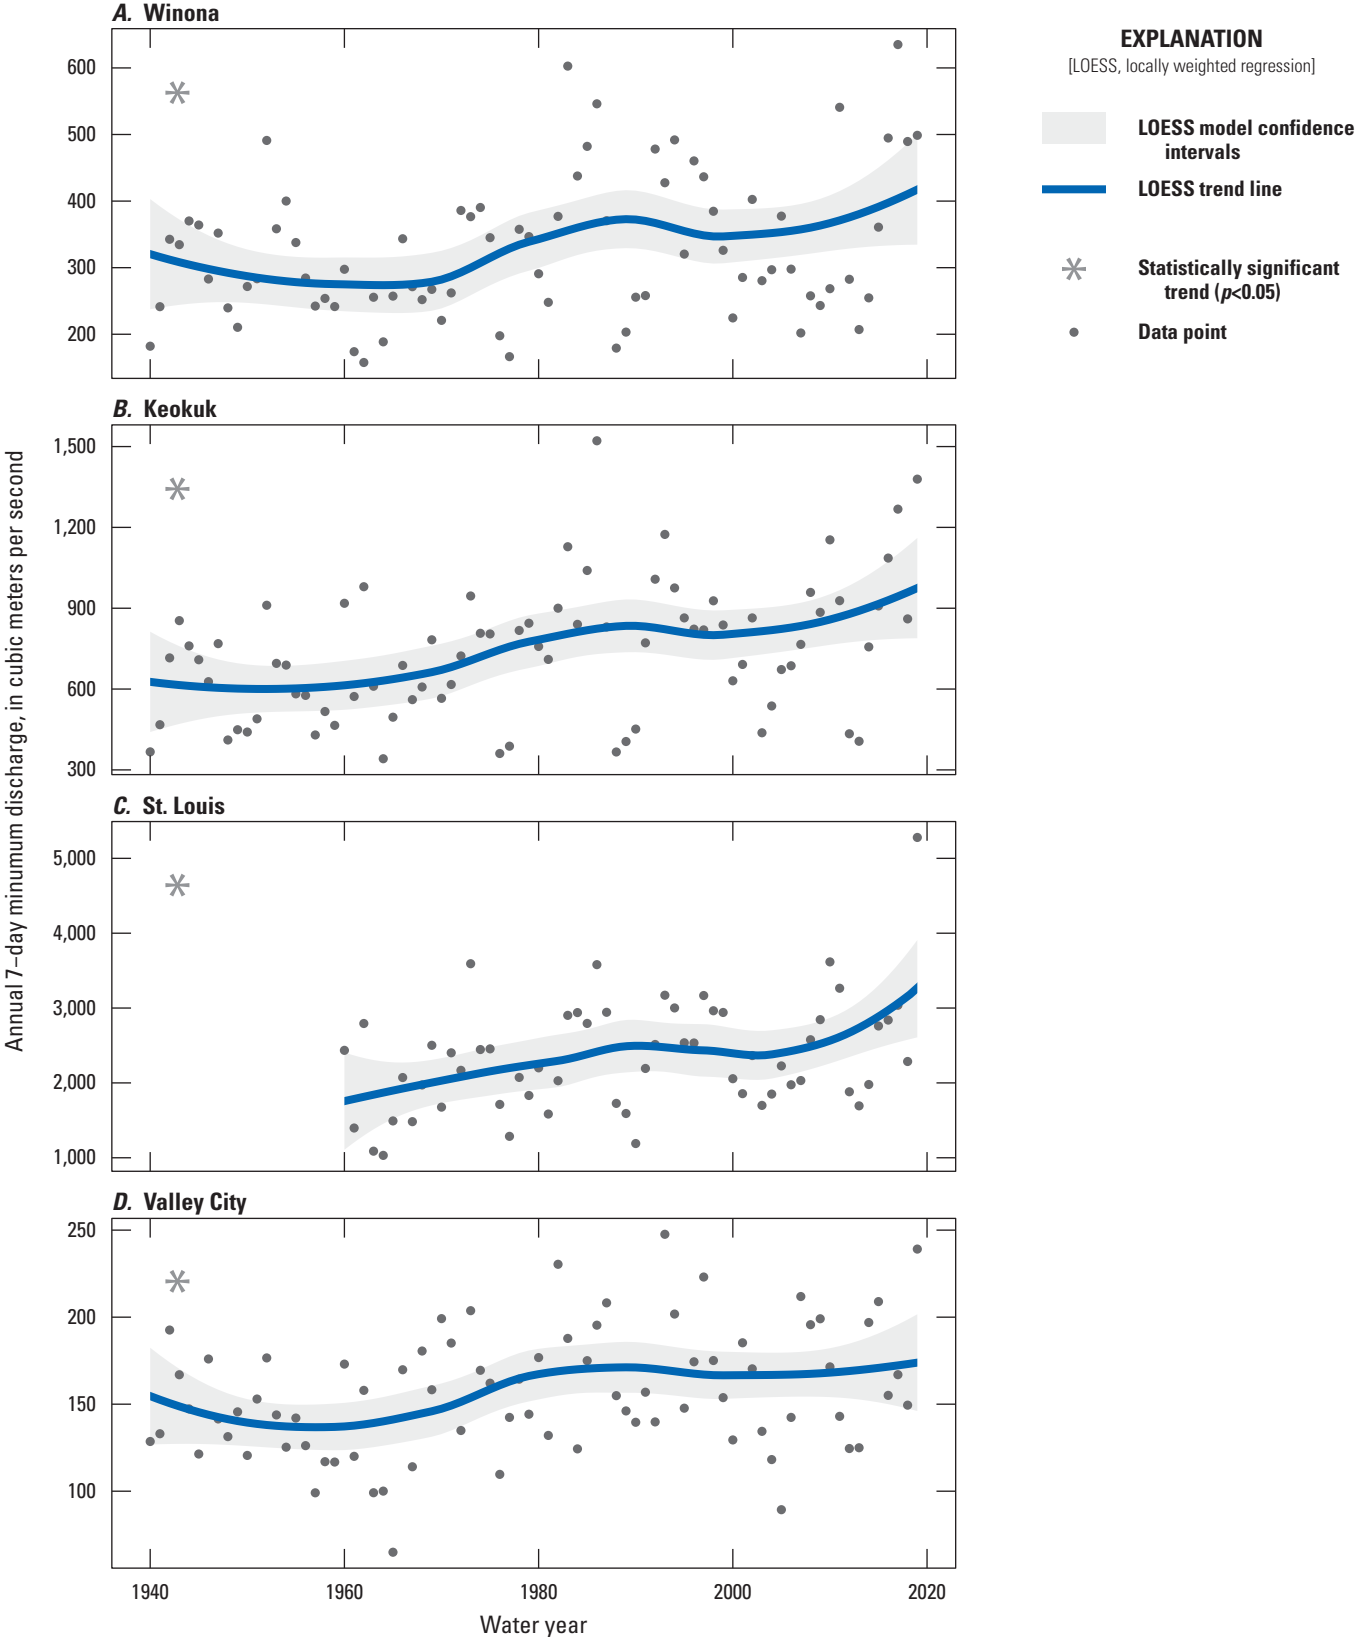 A. Winona
600
500
400
300
200
EXPLANATION
[LOESS, locally weighted regression]
LOESS model confidence
intervals
LOESS trend line
Statistically significant
trend (p<0.05)
Data point
B. Keokuk
1,500
1,200
900
600
300
Annual 7–day minumum discharge, in cubic meters per second
C. St. Louis
5,000
4,000
3,000
2,000
1,000
D. Valley City
250
200
150
100
1940 1960 1980 2000 2020
Water year